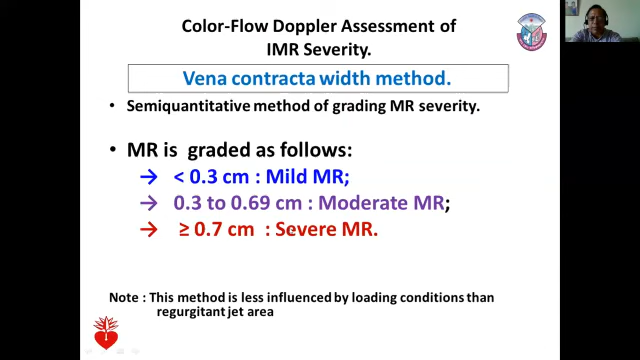 Color-Flow Doppler Assessment of
IMR Severity.
Vena contracta width method.
• Semiquantitative method of grading MR severity.
• MR is graded as follows:
→ < 0.3 cm : Mild MR;
→ 0.3 to 0.69 cm : Moderate MR;
→ ≥ 0.7 cm : Severe MR.
Note : This method is less influenced by loading conditions than
regurgitant jet area